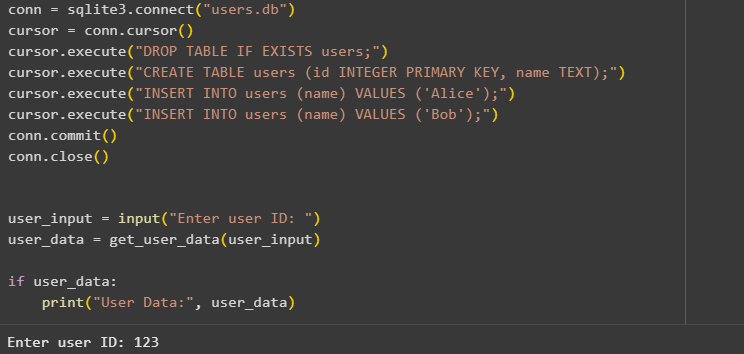 conn = sqlite3.connect("users.db")
cursor = conn.cursor()
cursor.execute("DROP TABLE IF EXISTS users;")
cursor.execute("CREATE TABLE users (id INTEGER PRIMARY KEY, name TEXT);")
cursor.execute("INSERT INTO users (name) VALUES ('Alice');")
cursor.execute("INSERT INTO users (name) VALUES ('Bob');")
conn.commit()
conn.close()
user_input = input("Enter user ID: ")
user_data = get_user_data(user_input)
if user_data:
    print("User Data:", user_data)
Enter user ID: 123